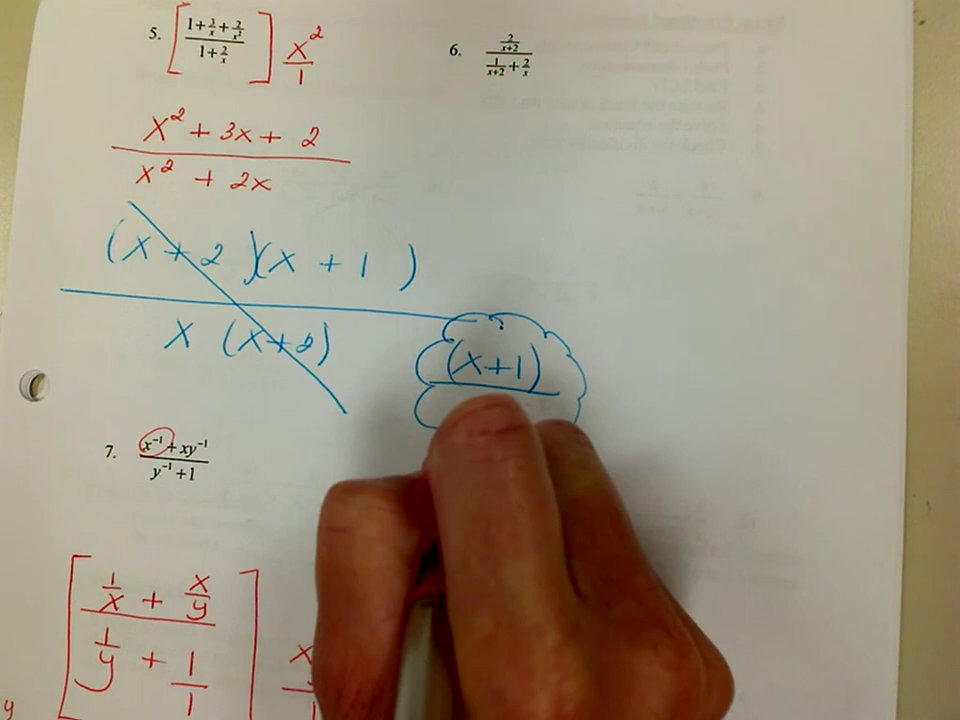 5. [(1+3/x+2/x²)/(1+2/x)] x²/1
6. (2/(x+2))/(1/(x+2)+2/x)
x² + 3x + 2
x² + 2x
(x + 2)(x + 1)
x (x+2)
(x+1)
7. (x⁻¹+xy⁻¹)/(y⁻¹+1)
[1/x + x/y
1/y + 1/1] x/1
y